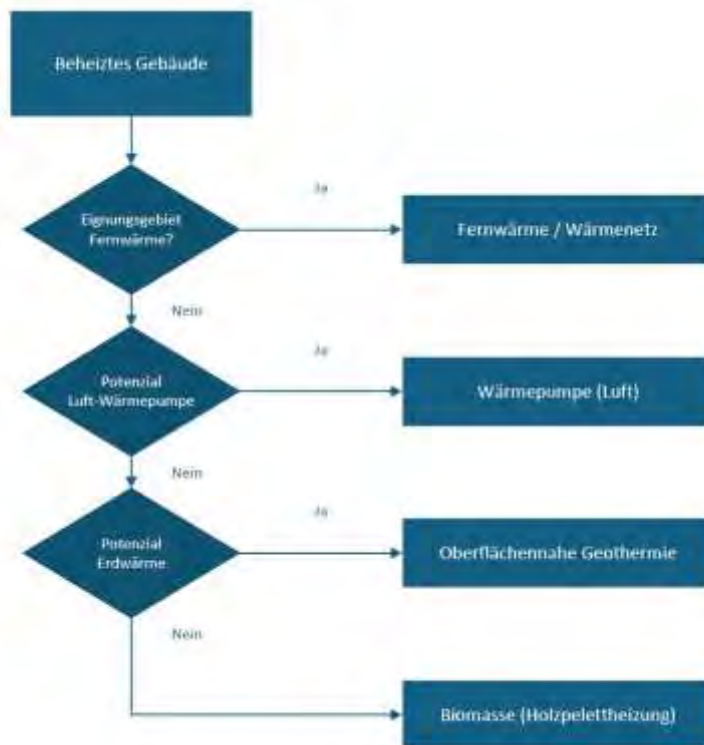 Beheiztes Gebäude
Eignungsgebiet
Fernwärme?
Ja
Fernwärme / Wärmenetz
Nein
Potenzial
Luft-Wärmepumpe
Ja
Wärmepumpe (Luft)
Nein
Potenzial
Erdwärme
Ja
Oberflächennahe Geothermie
Nein
Biomasse (Holzpelettheizung)